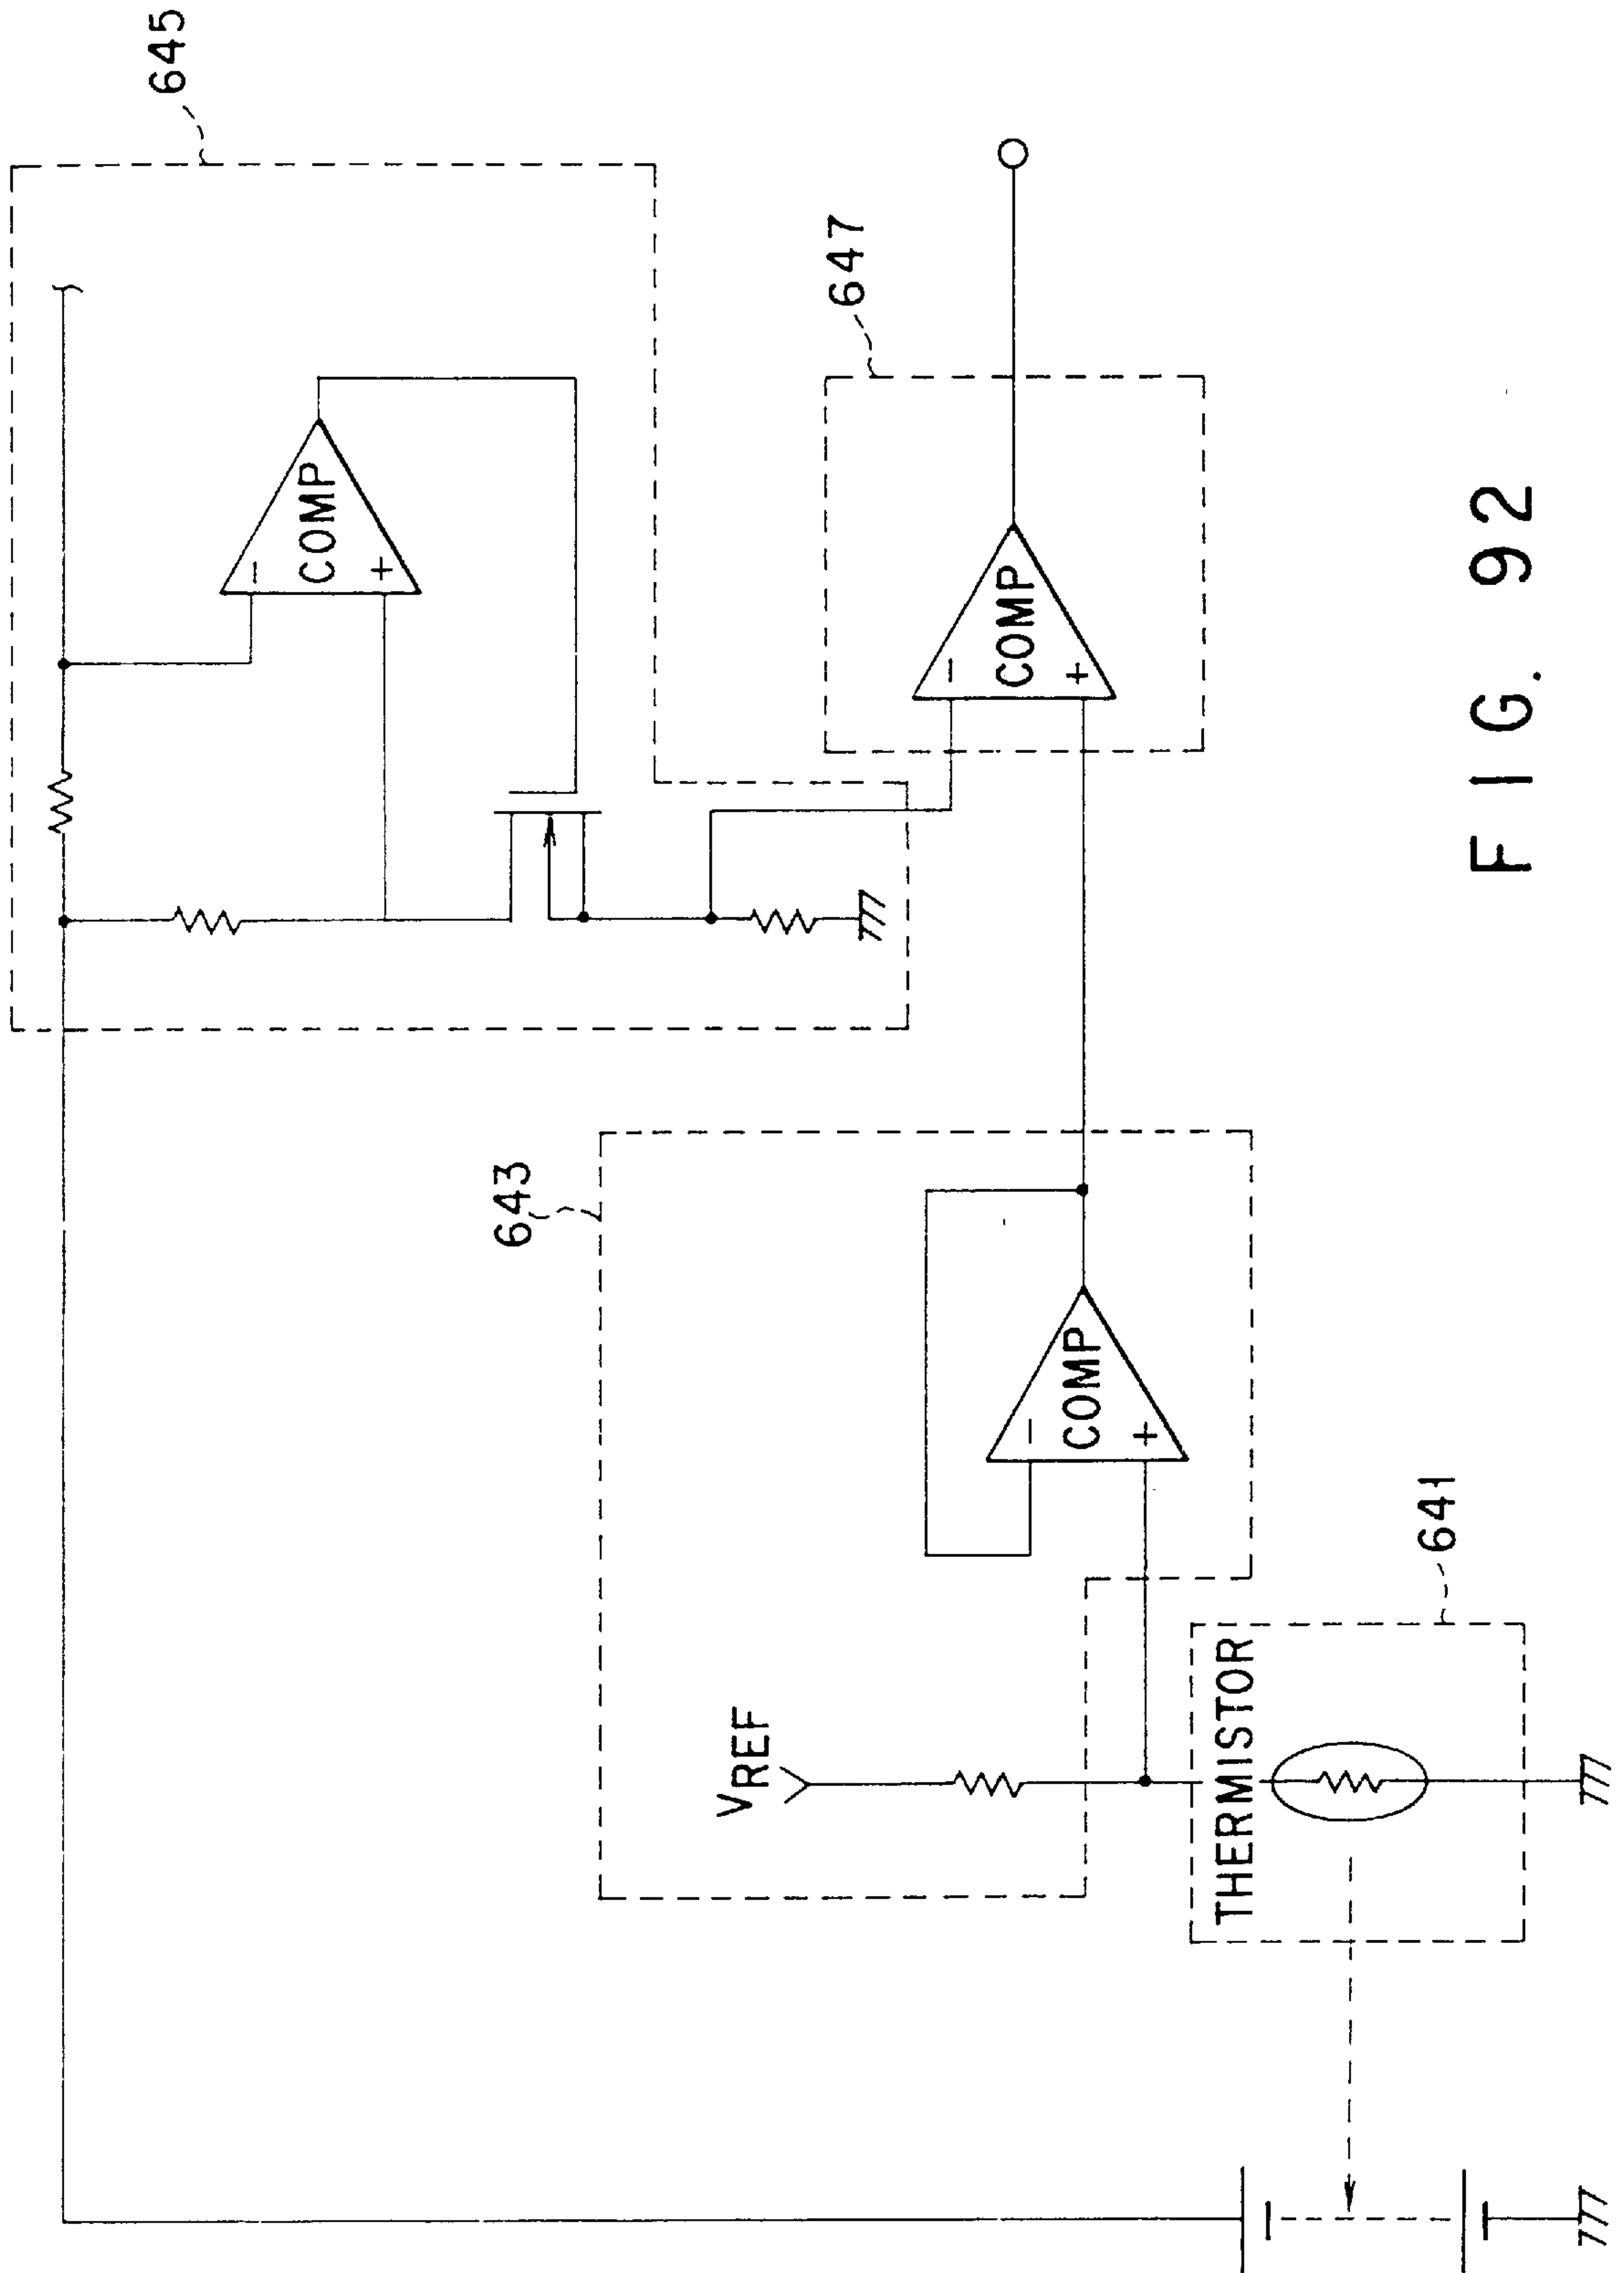 645
COMP
−
+
647
COMP
−
+
643
COMP
−
+
VREF
THERMISTOR
641
FIG. 92